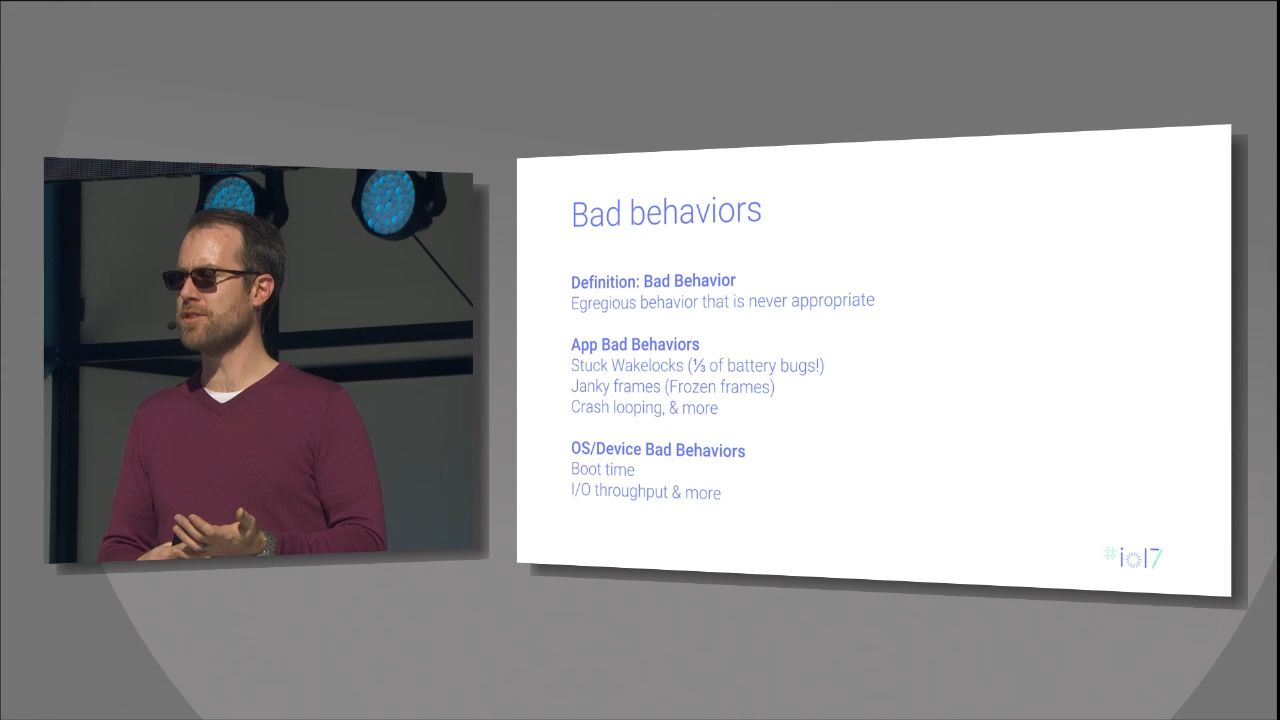 Bad behaviors
Definition: Bad Behavior
Egregious behavior that is never appropriate
App Bad Behaviors
Stuck Wakelocks (⅓ of battery bugs!)
Janky frames (Frozen frames)
Crash looping, & more
OS/Device Bad Behaviors
Boot time
I/O throughput & more
#io17